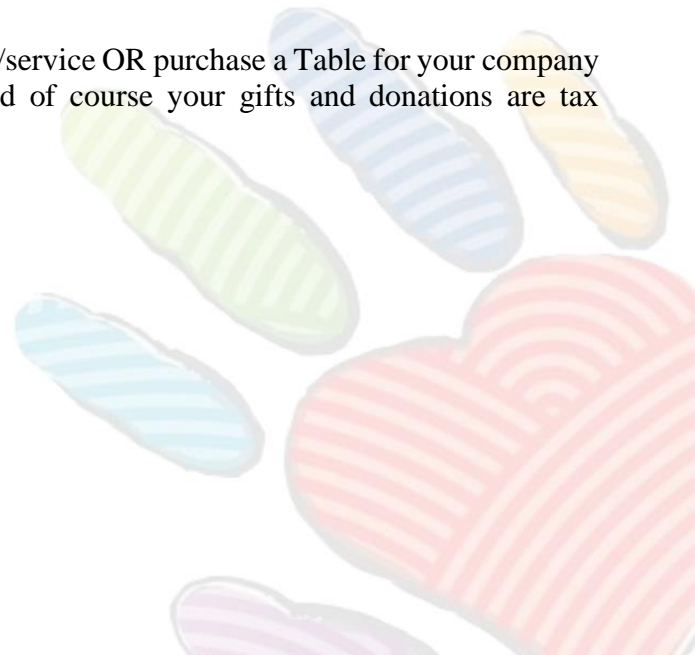 /service OR purchase a Table for your company
d of course your gifts and donations are tax